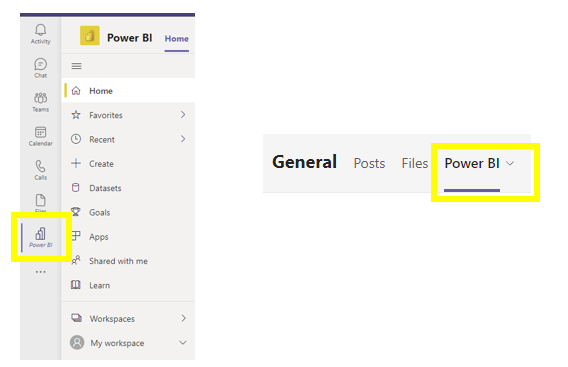 Activity
Chat
Teams
Calendar
Calls
Files
Power BI
...
Power BI Home
Home
Favorites
Recent
Create
Datasets
Goals
Apps
Shared with me
Learn
Workspaces
My workspace
General Posts Files Power BI